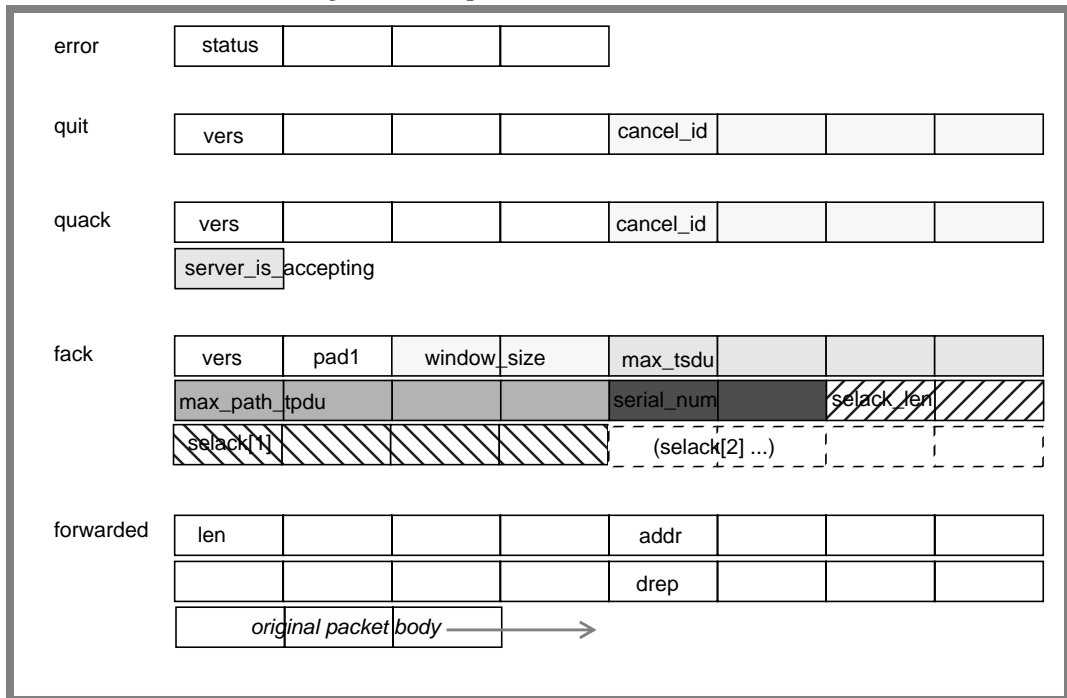 error status
quit vers cancel_id
quack vers cancel_id
server_is_accepting
fack vers pad1 window_size max_tsdu
max_path_tpdu serial_num selack_len
selack[1] (selack[2] ...)
forwarded len addr
drep
original packet body